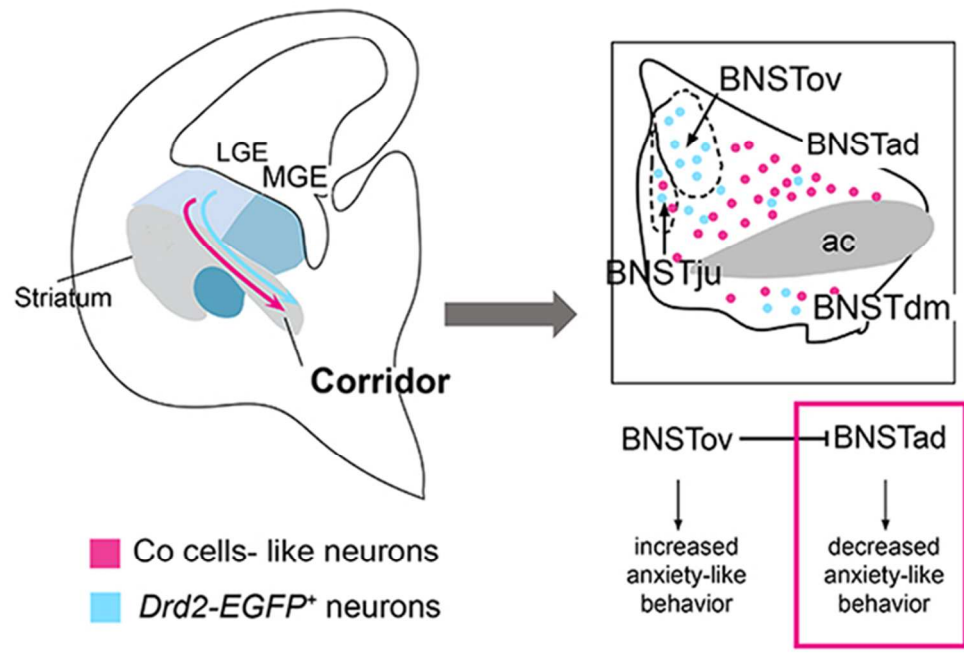 LGE
MGE
Striatum
Corridor
Co cells- like neurons
Drd2-EGFP⁺ neurons
BNSTov
BNSTad
ac
BNSTju
BNSTdm
BNSTov
BNSTad
increased
anxiety-like
behavior
decreased
anxiety-like
behavior